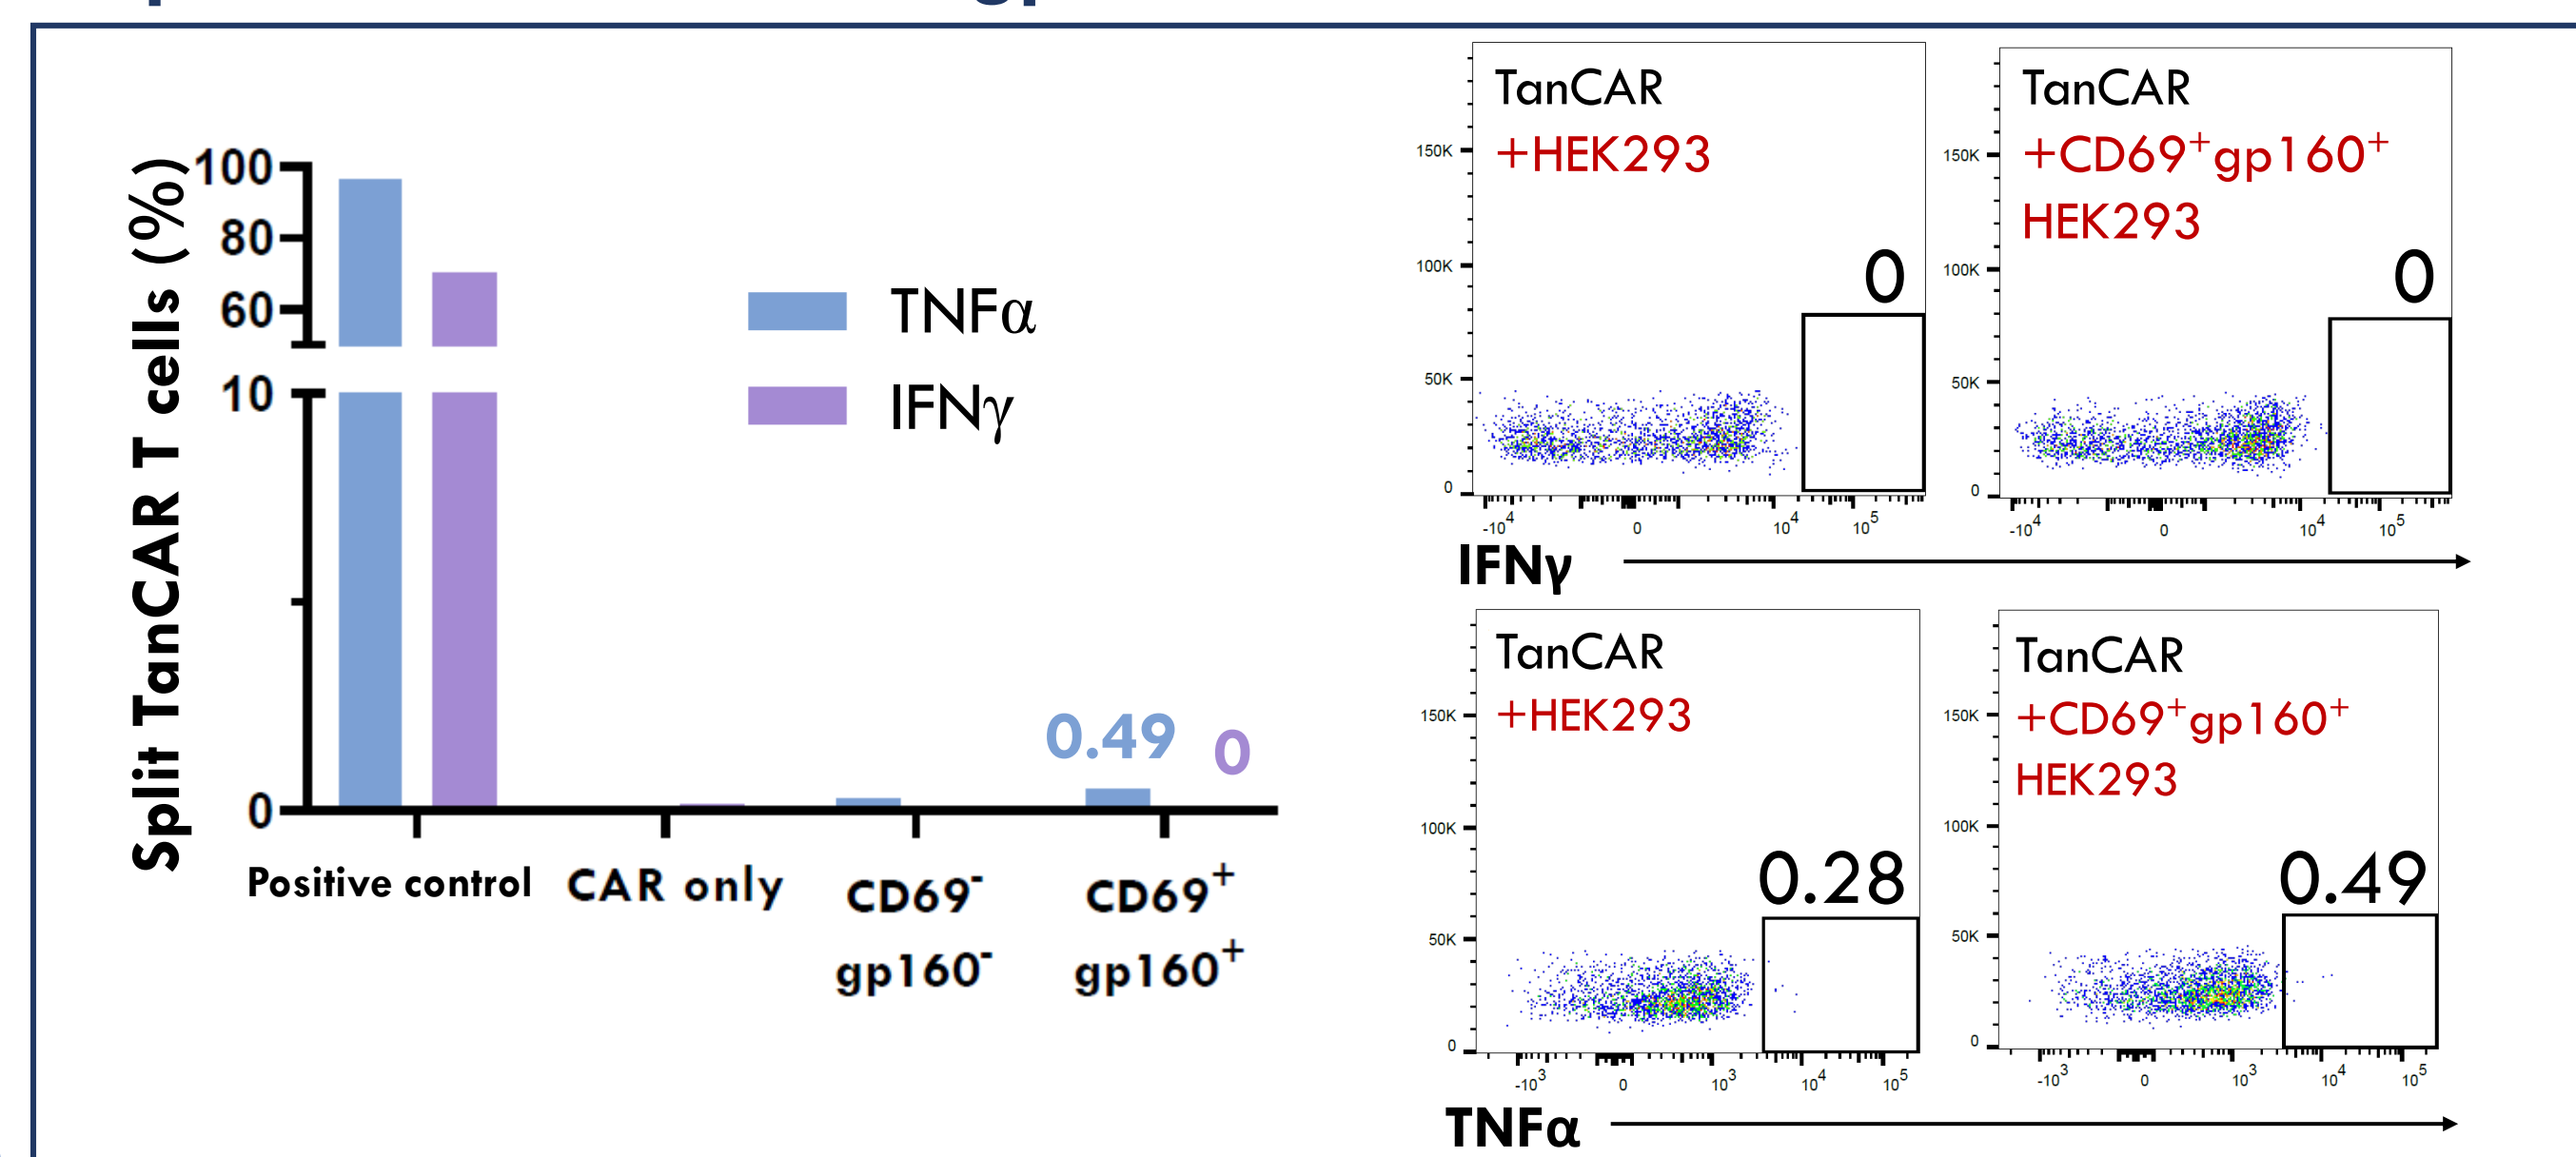 Split TanCAR T cells (%)
100
80
60
10
0
TNFα
IFNγ
0.49
0
Positive control
CAR only
CD69-
gp160-
CD69+
gp160+
TanCAR
+HEK293
0
150K
100K
50K
0
-10^4
0
10^4
10^5
TanCAR
+CD69+gp160+
HEK293
0
150K
100K
50K
0
-10^4
0
10^4
10^5
IFNγ
TanCAR
+HEK293
0.28
150K
100K
50K
0
-10^3
0
10^3
10^4
10^5
TanCAR
+CD69+gp160+
HEK293
0.49
150K
100K
50K
0
-10^3
0
10^3
10^4
10^5
TNFα